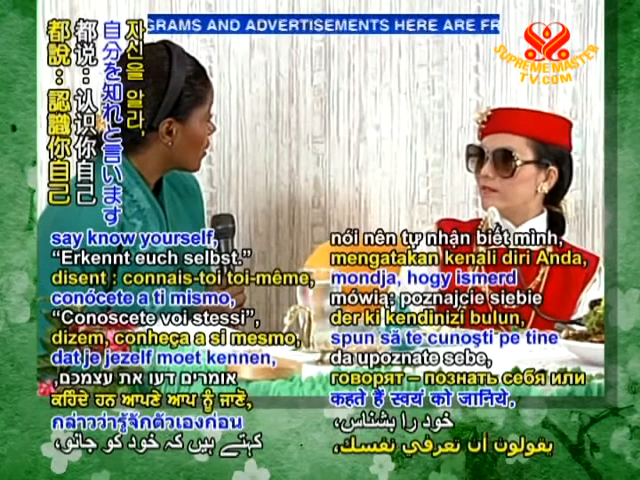 GRAMS AND ADVERTISEMENTS HERE ARE FR
SUPREME MASTER
TV.COM
자신을 알라,
自分を知れと言います
都说：认识你自己
都說：認識你自己
say know yourself,
“Erkennt euch selbst.”
disent : connais-toi toi-même,
conócete a ti mismo,
“Conoscete voi stessi”,
dizem, conheça a si mesmo,
dat je jezelf moet kennen,
אומרים דעו את עצמכם,
ਕਹਿੰਦੇ ਹਨ ਆਪਣੇ ਆਪ ਨੂੰ ਜਾਣੋ,
กล่าวว่ารู้จักตัวเองก่อน
کہتے ہیں کہ خود کو جانو،
nói nên tự nhận biết mình,
mengatakan kenali diri Anda,
mondja, hogy ismerd
mówią: poznajcie siebie
der ki kendinizi bulun,
spun să te cunoşti pe tine
da upoznate sebe,
говорят – познать себя или
कहते हैं स्वयं को जानिये,
خود را بشناس،
يقولون أن تعرفي نفسك،